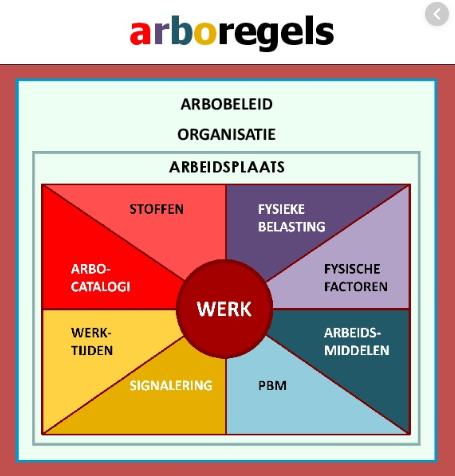 arboregels
ARBOBELEID
ORGANISATIE
ARBEIDSPLAATS
STOFFEN
FYSIEKE
BELASTING
ARBO-
CATALOGI
FYSISCHE
FACTOREN
WERK
WERK-
TIJDEN
ARBEIDS-
MIDDELEN
SIGNALERING
PBM